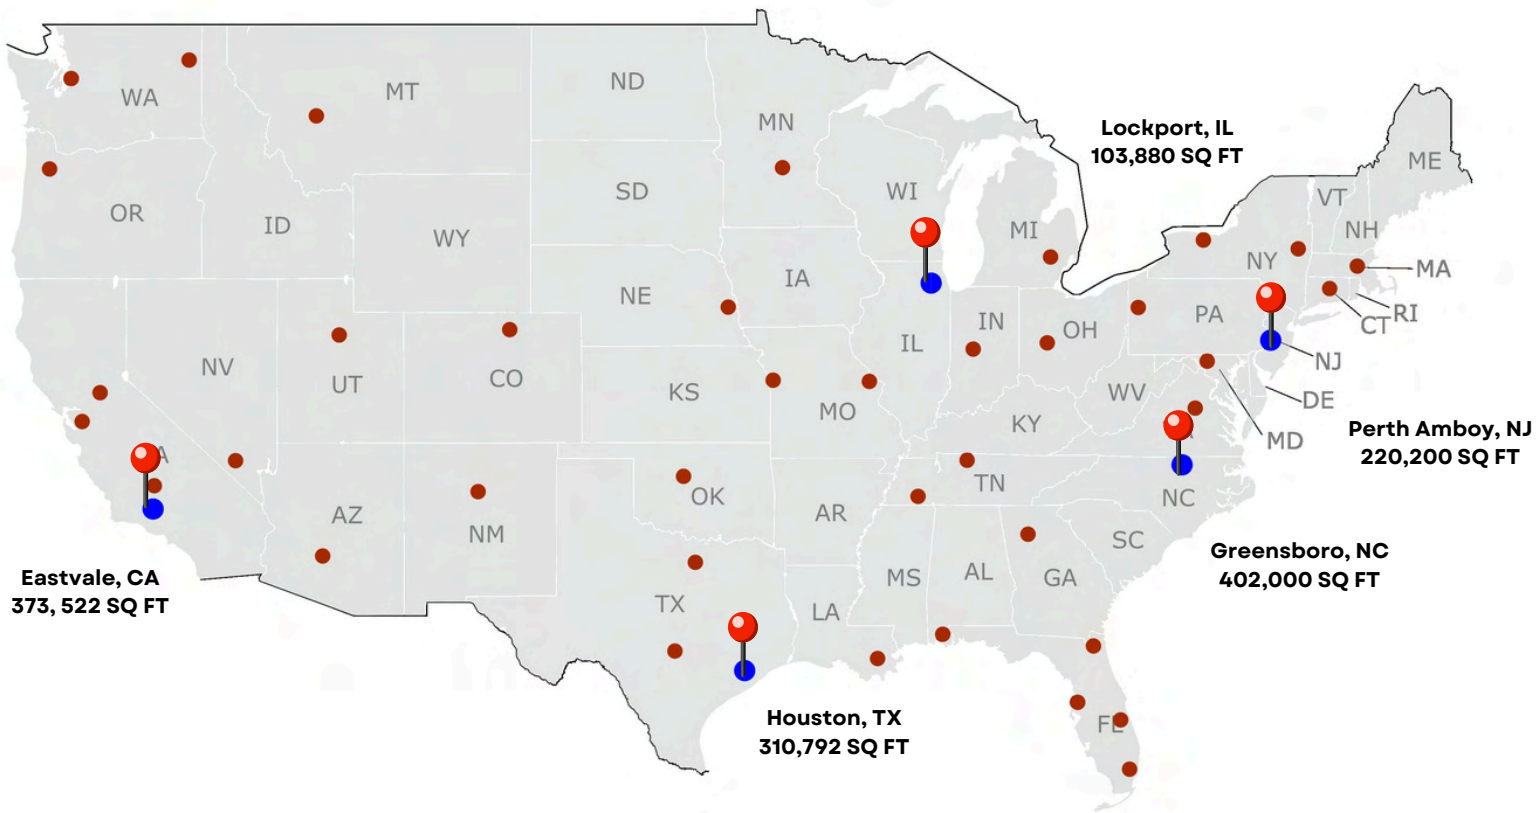 WA
MT
ND
MN
Lockport, IL
103,880 SQ FT
ME
OR
ID
WY
SD
WI
MI
VT
NH
NY
MA
NE
IA
IL
IN
OH
PA
RI
CT
NJ
NV
UT
CO
KS
MO
KY
WV
DE
MD
Perth Amboy, NJ
220,200 SQ FT
A
AZ
NM
OK
AR
TN
NC
SC
Greensboro, NC
402,000 SQ FT
Eastvale, CA
373, 522 SQ FT
TX
LA
MS
AL
GA
FL
Houston, TX
310,792 SQ FT